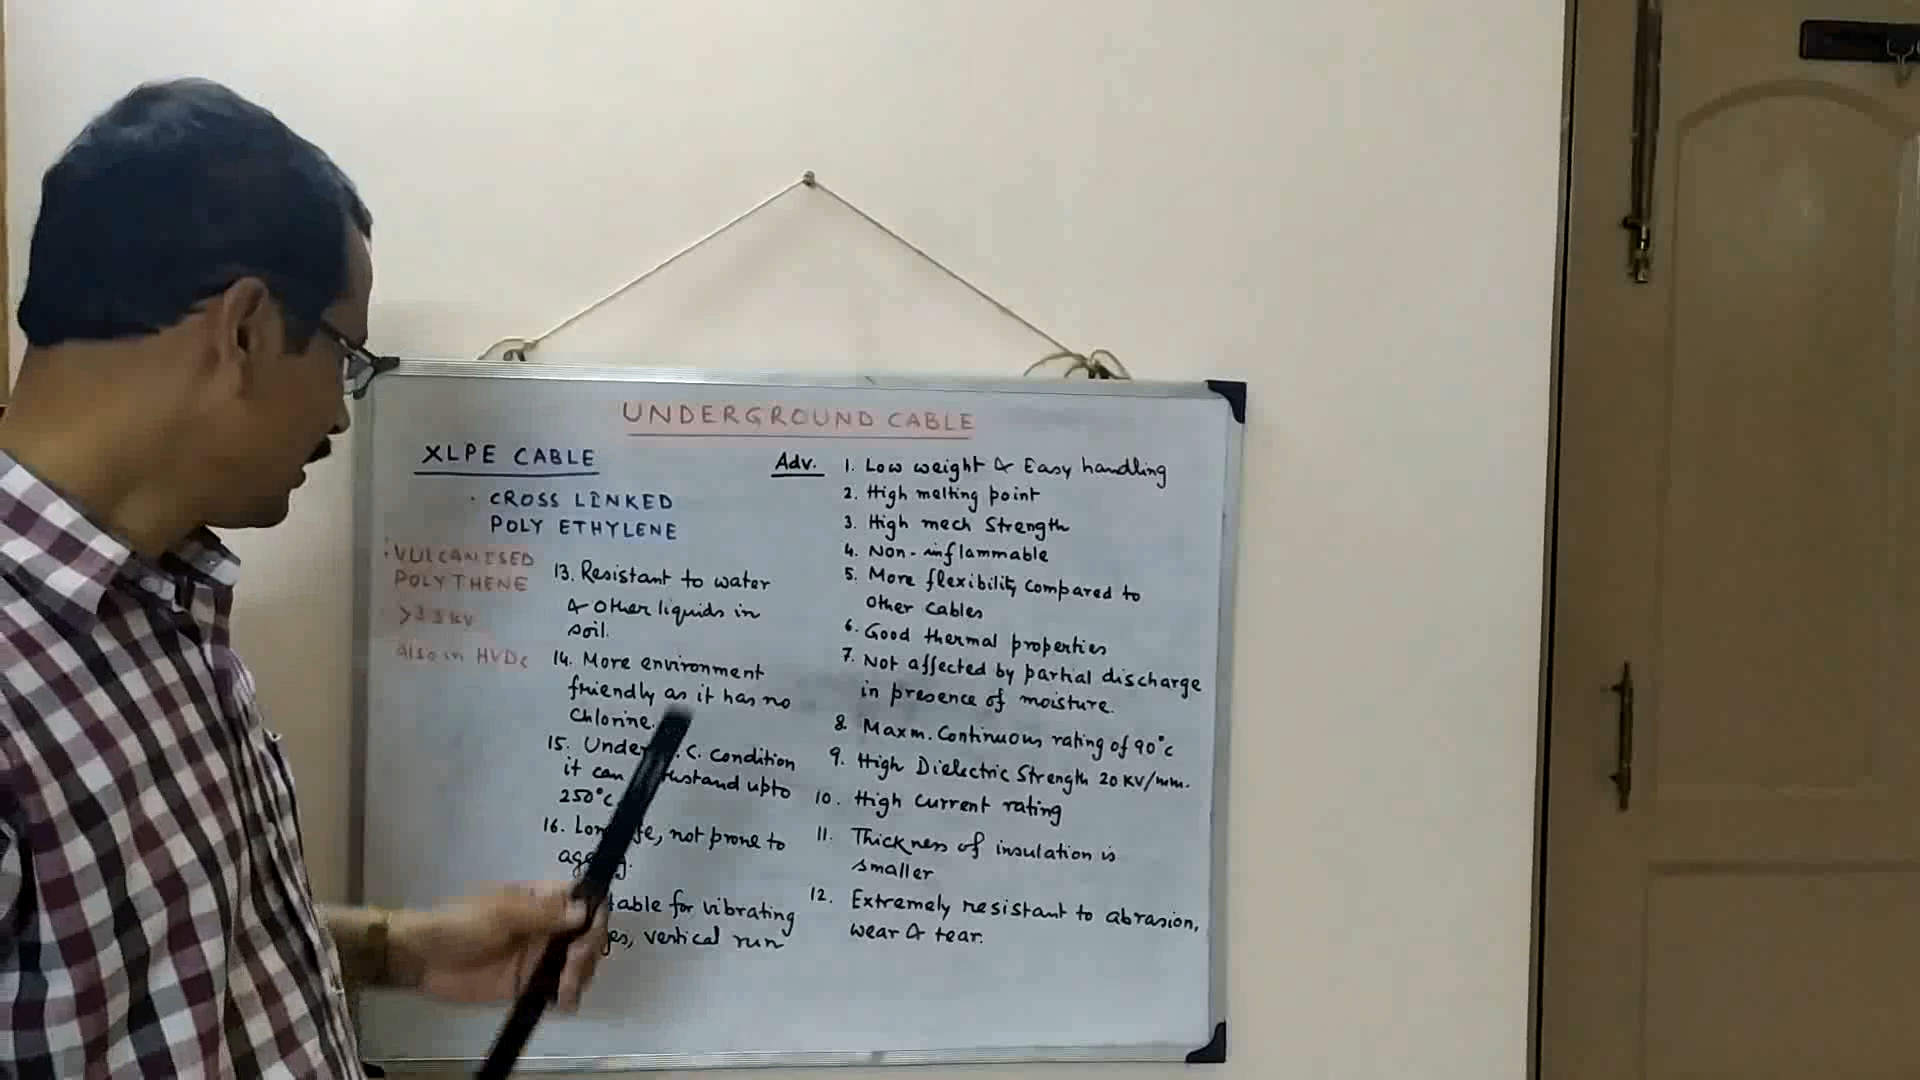 UNDERGROUND CABLE
XLPE CABLE
CROSS LINKED
POLY ETHYLENE
VULCANISED
POLYTHENE
Also in HVDC
Adv. 1. Low weight & Easy handling
2. High melting point
3. High mech Strength
4. Non-inflammable
5. More flexibility compared to
other cables
6. Good thermal properties
7. Not affected by partial discharge
in presence of moisture.
8. Maxm. Continuous rating of 90°c
9. High Dielectric Strength 20 KV/mm.
10. High current rating
11. Thickness of insulation is
smaller
12. Extremely resistant to abrasion,
wear & tear.
13. Resistant to water
& other liquids in
soil.
14. More environment
friendly as it has no
Chlorine.
15. Under C. condition
it can upto
250°c
16. not prone to
for vibrating
vertical run